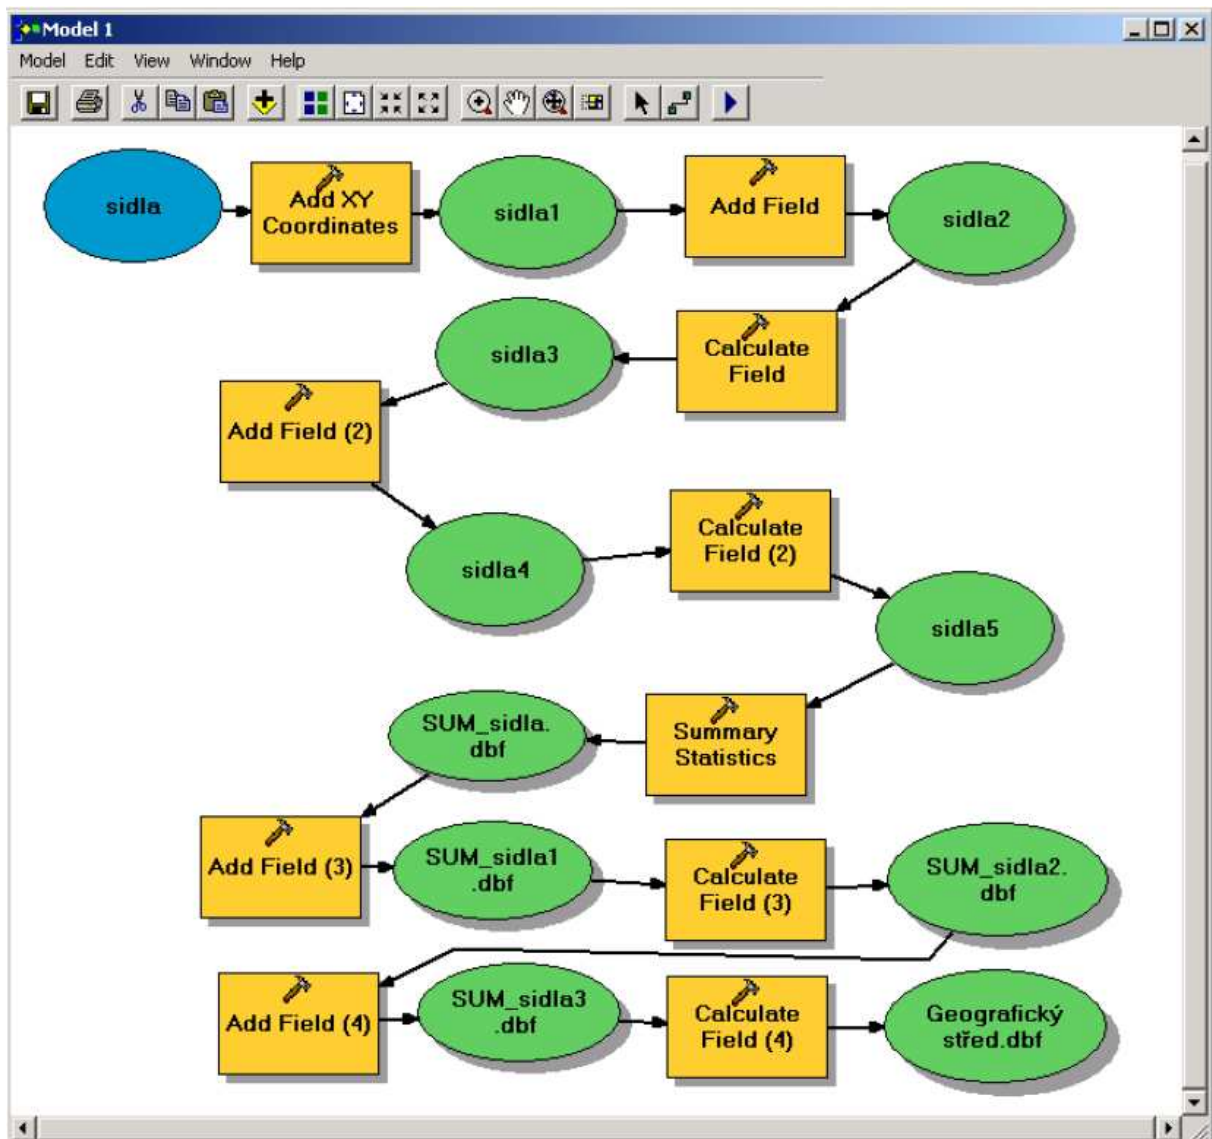 Model 1
Model Edit View Window Help
sidla
Add XY
Coordinates
sidla1
Add Field
sidla2
Calculate
Field
sidla3
Add Field (2)
sidla4
Calculate
Field (2)
sidla5
Summary
Statistics
SUM_sidla.
dbf
Add Field (3)
SUM_sidla1
.dbf
Calculate
Field (3)
SUM_sidla2.
dbf
Add Field (4)
SUM_sidla3
.dbf
Calculate
Field (4)
Geografický
střed.dbf